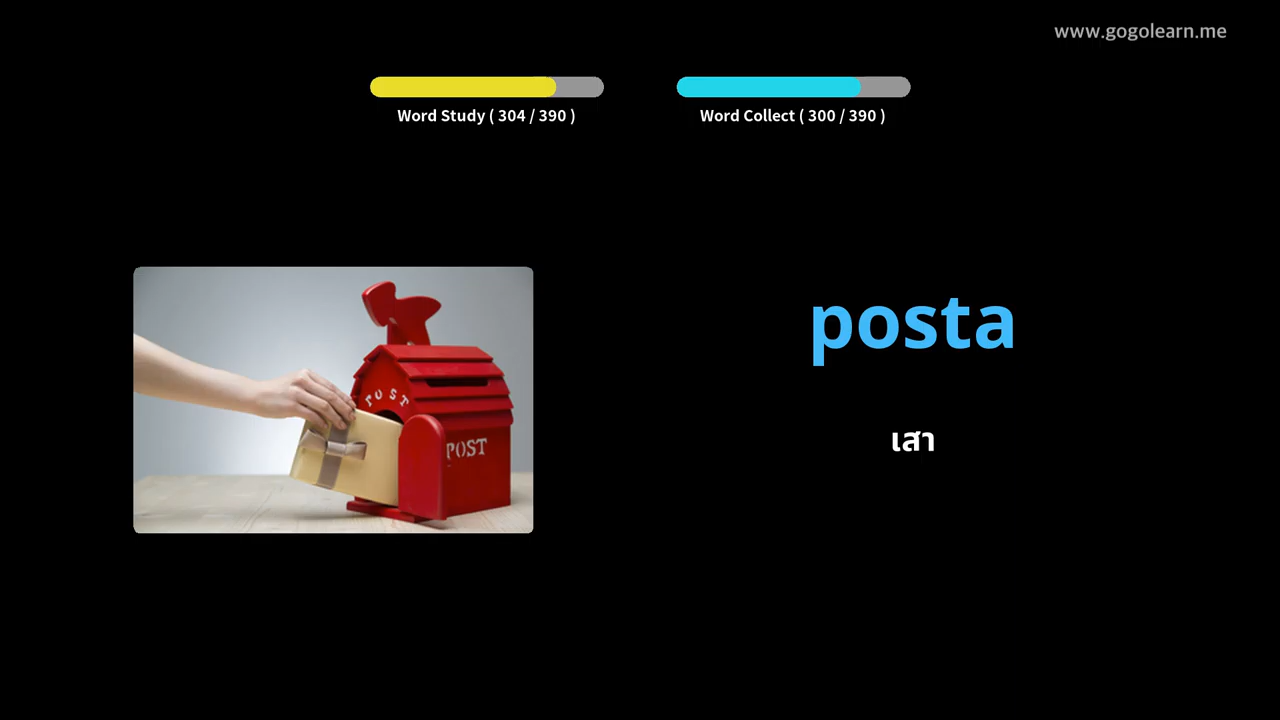 www.gogolearn.me
Word Study ( 304 / 390 )
Word Collect ( 300 / 390 )
POST
POST
posta
เสา